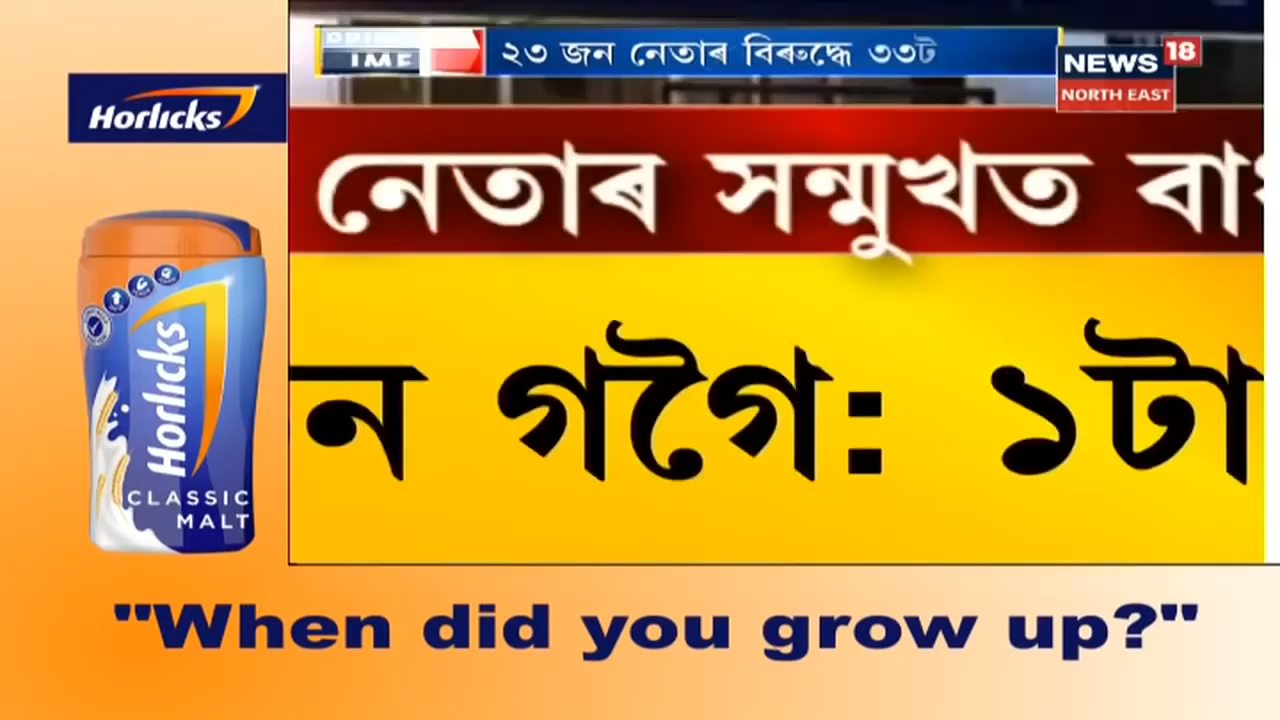 ২৩ জন নেতাৰ বিৰুদ্ধে ৩৩ট
NEWS 18
NORTH EAST
Horlicks
নেতাৰ সন্মুখত
ন গগৈ: ১টা
Horlicks
CLASSIC
MALT
"When did you grow up?"